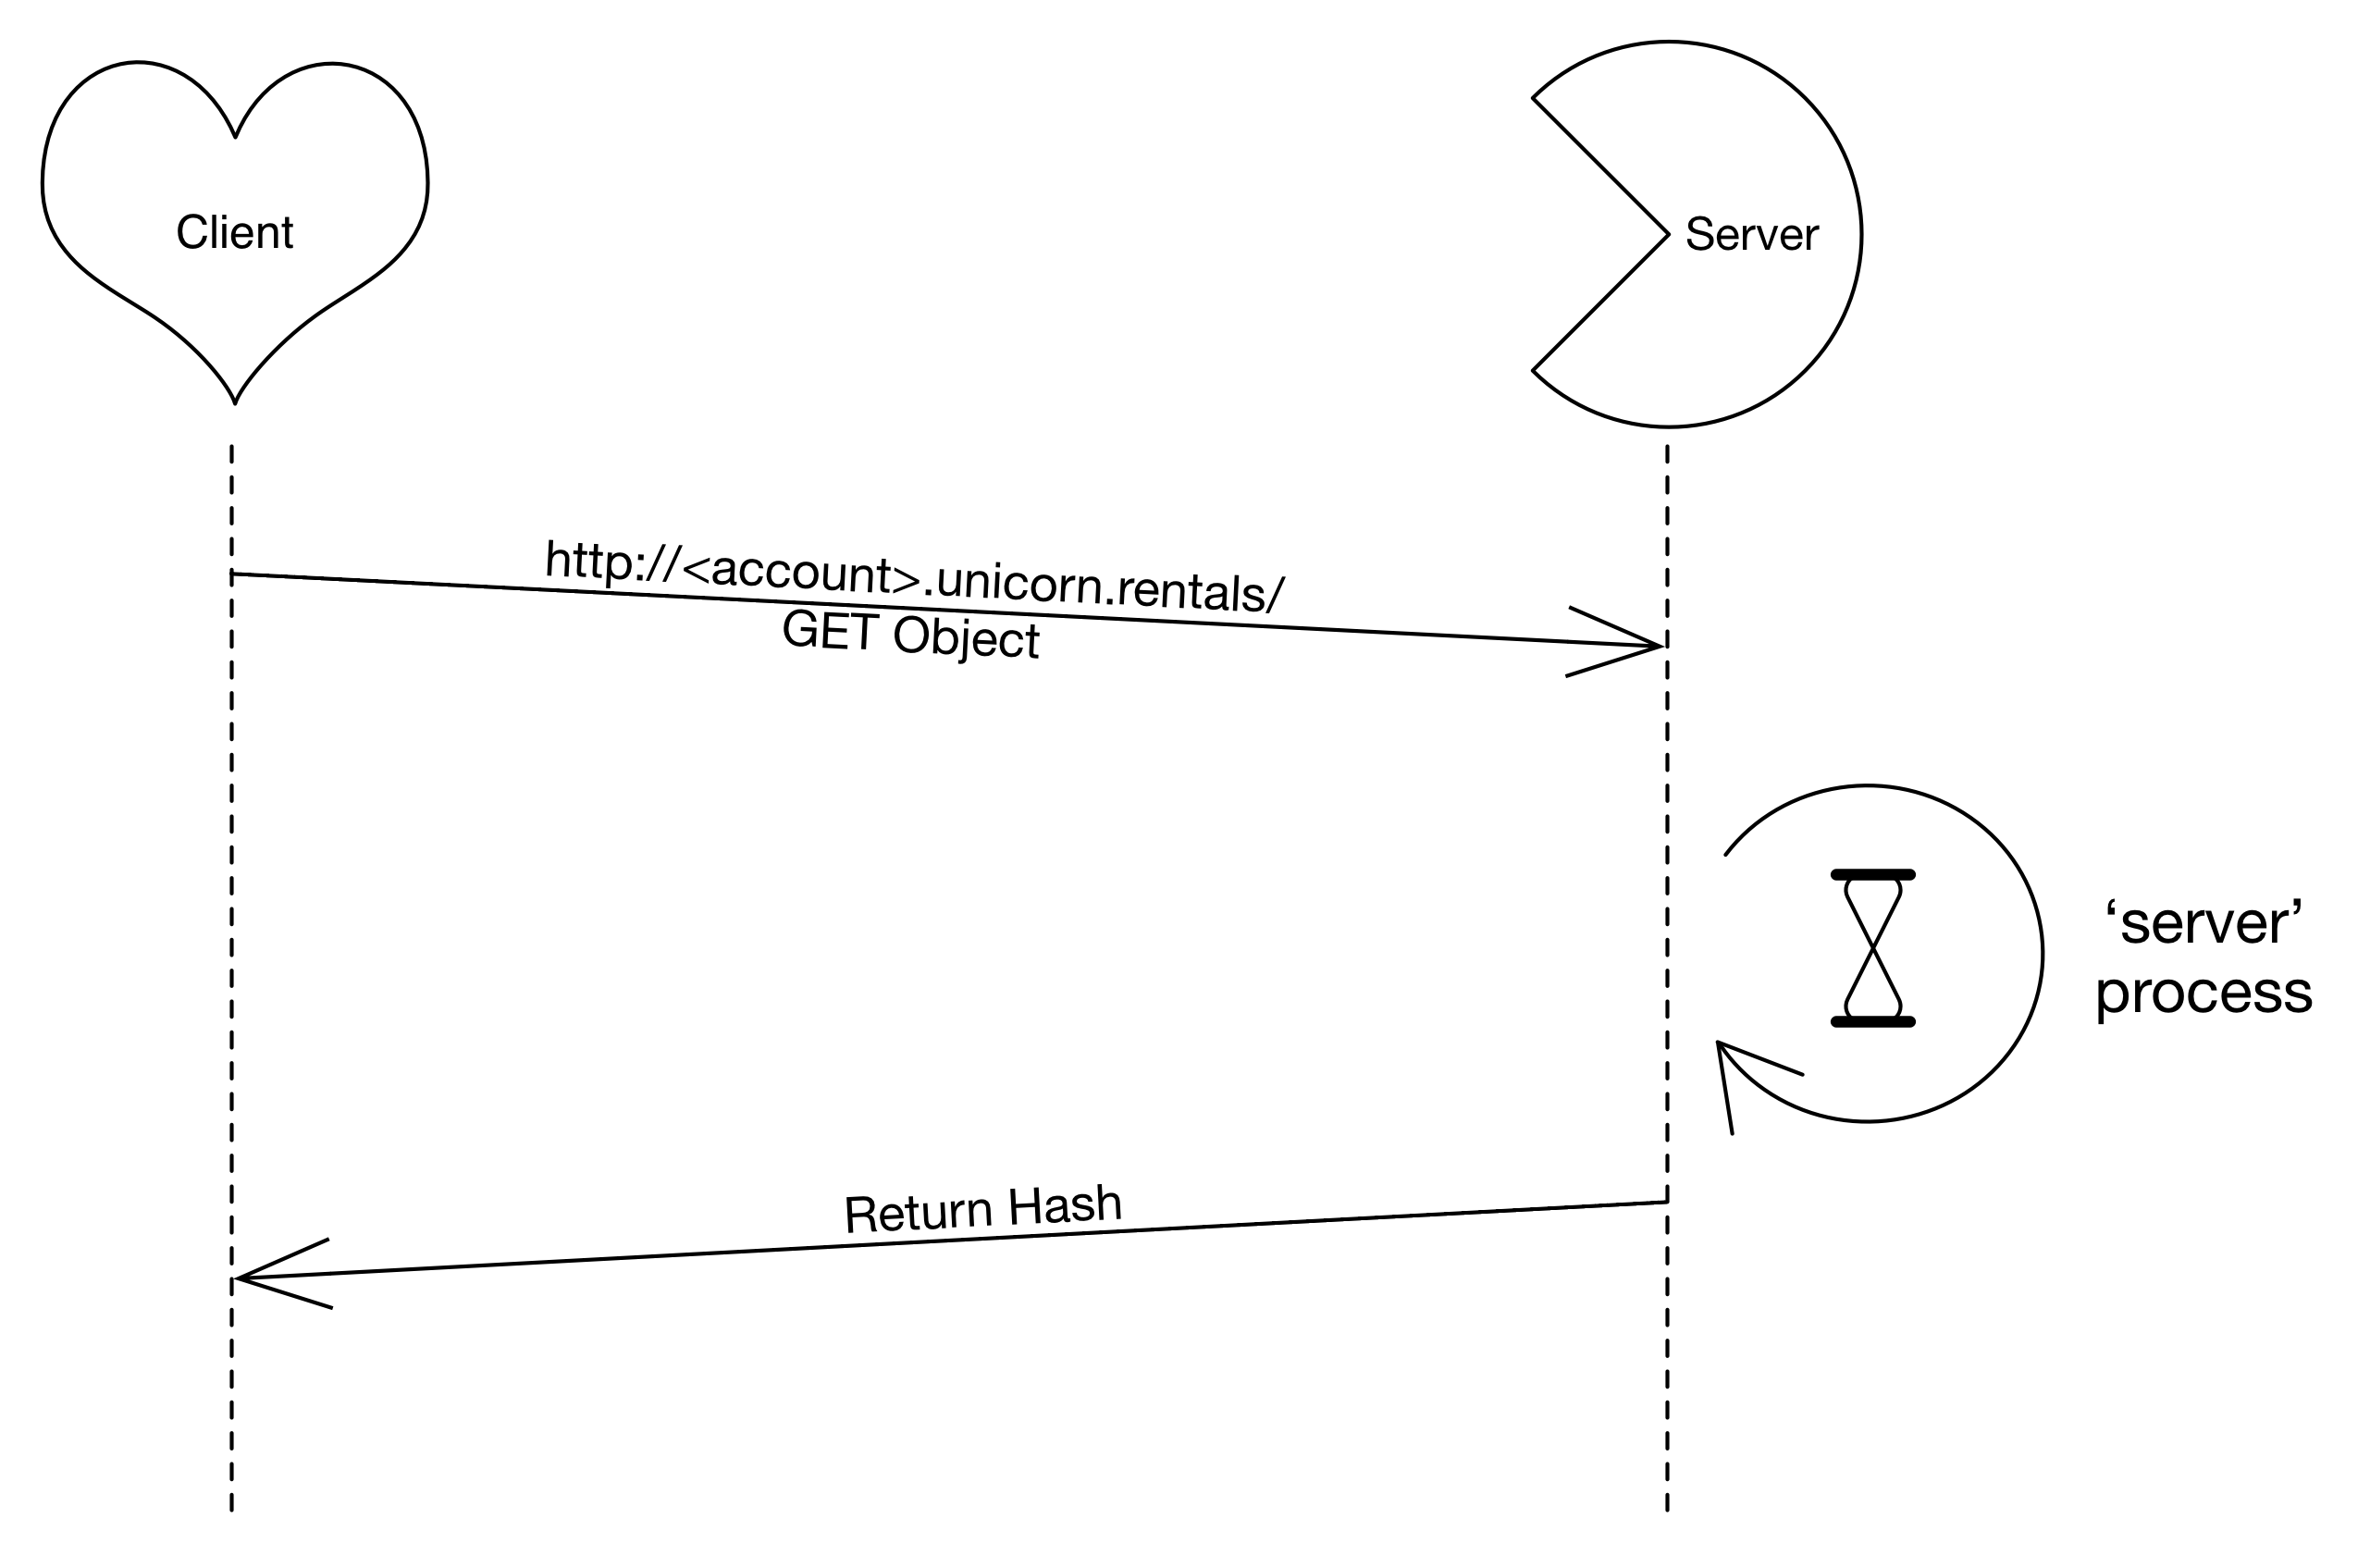 Client
Server
http://<account>.unicorn.rentals/
GET Object
‘server’
process
Return Hash